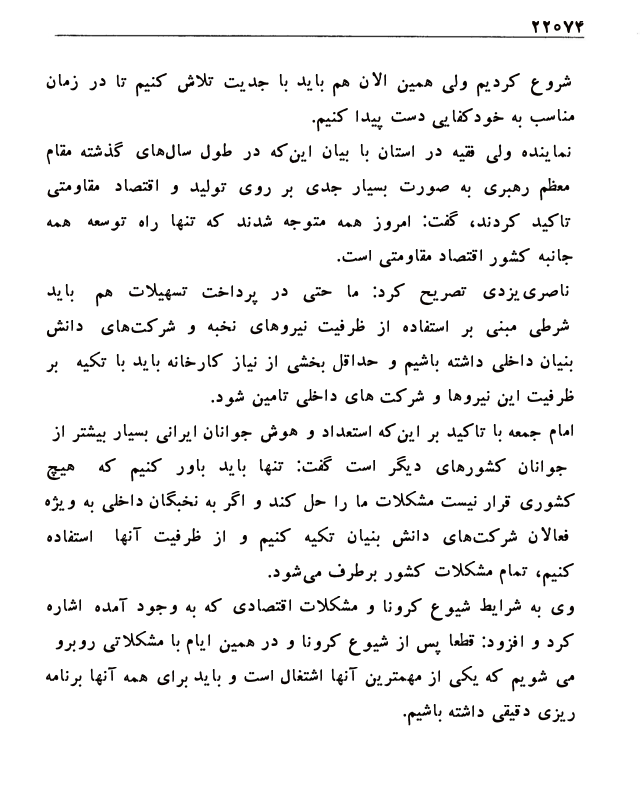 ۲۲۰۷۴
شروع کردیم ولی همین الان هم باید با جدیت تلاش کنیم تا در زمان
مناسب به خودکفایی دست پیدا کنیم.
نماینده ولی فقیه در استان با بیان این‌که در طول سال‌های گذشته مقام
معظم رهبری به صورت بسیار جدی بر روی تولید و اقتصاد مقاومتی
تاکید کردند، گفت: امروز همه متوجه شدند که تنها راه توسعه همه
جانبه کشور اقتصاد مقاومتی است.
ناصری‌یزدی تصریح کرد: ما حتی در پرداخت تسهیلات هم باید
شرطی مبنی بر استفاده از ظرفیت نیروهای نخبه و شرکت‌های دانش
بنیان داخلی داشته باشیم و حداقل بخشی از نیاز کارخانه باید با تکیه بر
ظرفیت این نیروها و شرکت های داخلی تامین شود.
امام جمعه با تاکید بر این‌که استعداد و هوش جوانان ایرانی بسیار بیشتر از
جوانان کشورهای دیگر است گفت: تنها باید باور کنیم که هیچ
کشوری قرار نیست مشکلات ما را حل کند و اگر به نخبگان داخلی به ویژه
فعالان شرکت‌های دانش بنیان تکیه کنیم و از ظرفیت آنها استفاده
کنیم، تمام مشکلات کشور برطرف می‌شود.
وی به شرایط شیوع کرونا و مشکلات اقتصادی که به وجود آمده اشاره
کرد و افزود: قطعا پس از شیوع کرونا و در همین ایام با مشکلاتی روبرو
می شویم که یکی از مهمترین آنها اشتغال است و باید برای همه آنها برنامه
ریزی دقیقی داشته باشیم.